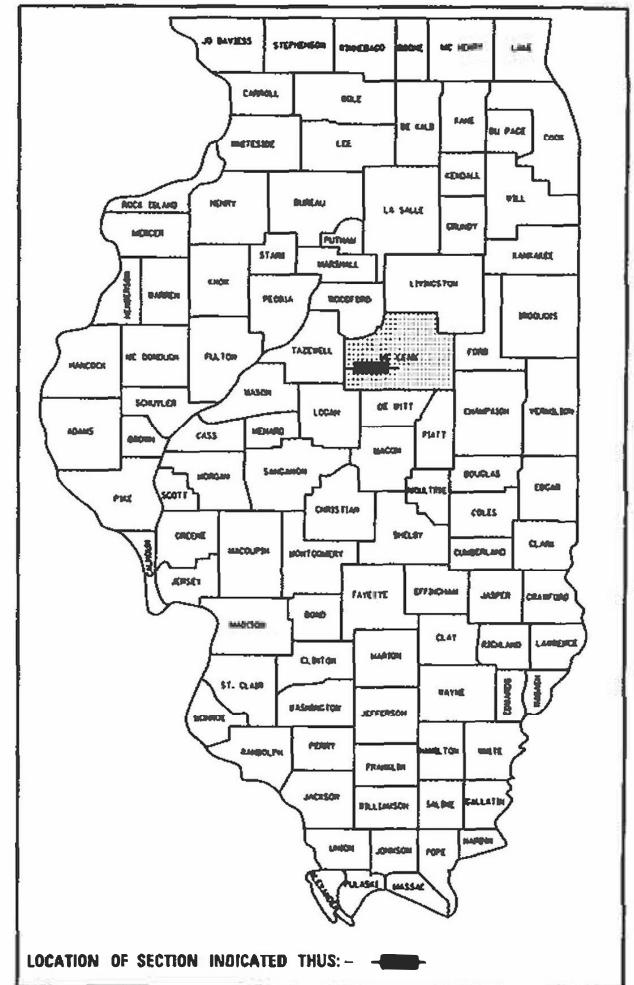 JO DAVIESS STEPHENSON WINNEBAGO BOONE MC HENRY LAKE
CARROLL OGLE DE KALB KANE DU PAGE COOK
WHITESIDE LEE KENDALL
ROCK ISLAND HENRY BUREAU LA SALLE GRUNDY WILL
MERCER PUTNAM KANKAKEE
HENDERSON WARREN KNOX STARK MARSHALL LIVINGSTON
PEORIA WOODFORD IROQUOIS
HANCOCK MC DONOUGH FULTON TAZEWELL MC LEAN FORD
SCHUYLER MASON LOGAN DE WITT CHAMPAIGN VERMILION
ADAMS BROWN CASS MENARD MACON PIATT
PIKE SCOTT MORGAN SANGAMON MOULTRIE DOUGLAS EDGAR
CHRISTIAN COLES
CALHOUN GREENE MACOUPIN MONTGOMERY SHELBY CUMBERLAND CLARK
JERSEY FAYETTE EFFINGHAM JASPER CRAWFORD
MADISON BOND CLAY RICHLAND LAWRENCE
ST. CLAIR CLINTON MARION WAYNE EDWARDS WABASH
MONROE WASHINGTON JEFFERSON
RANDOLPH PERRY FRANKLIN HAMILTON WHITE
JACKSON WILLIAMSON SALINE GALLATIN
UNION JOHNSON POPE HARDIN
ALEXANDER PULASKI MASSAC
LOCATION OF SECTION INDICATED THUS: -